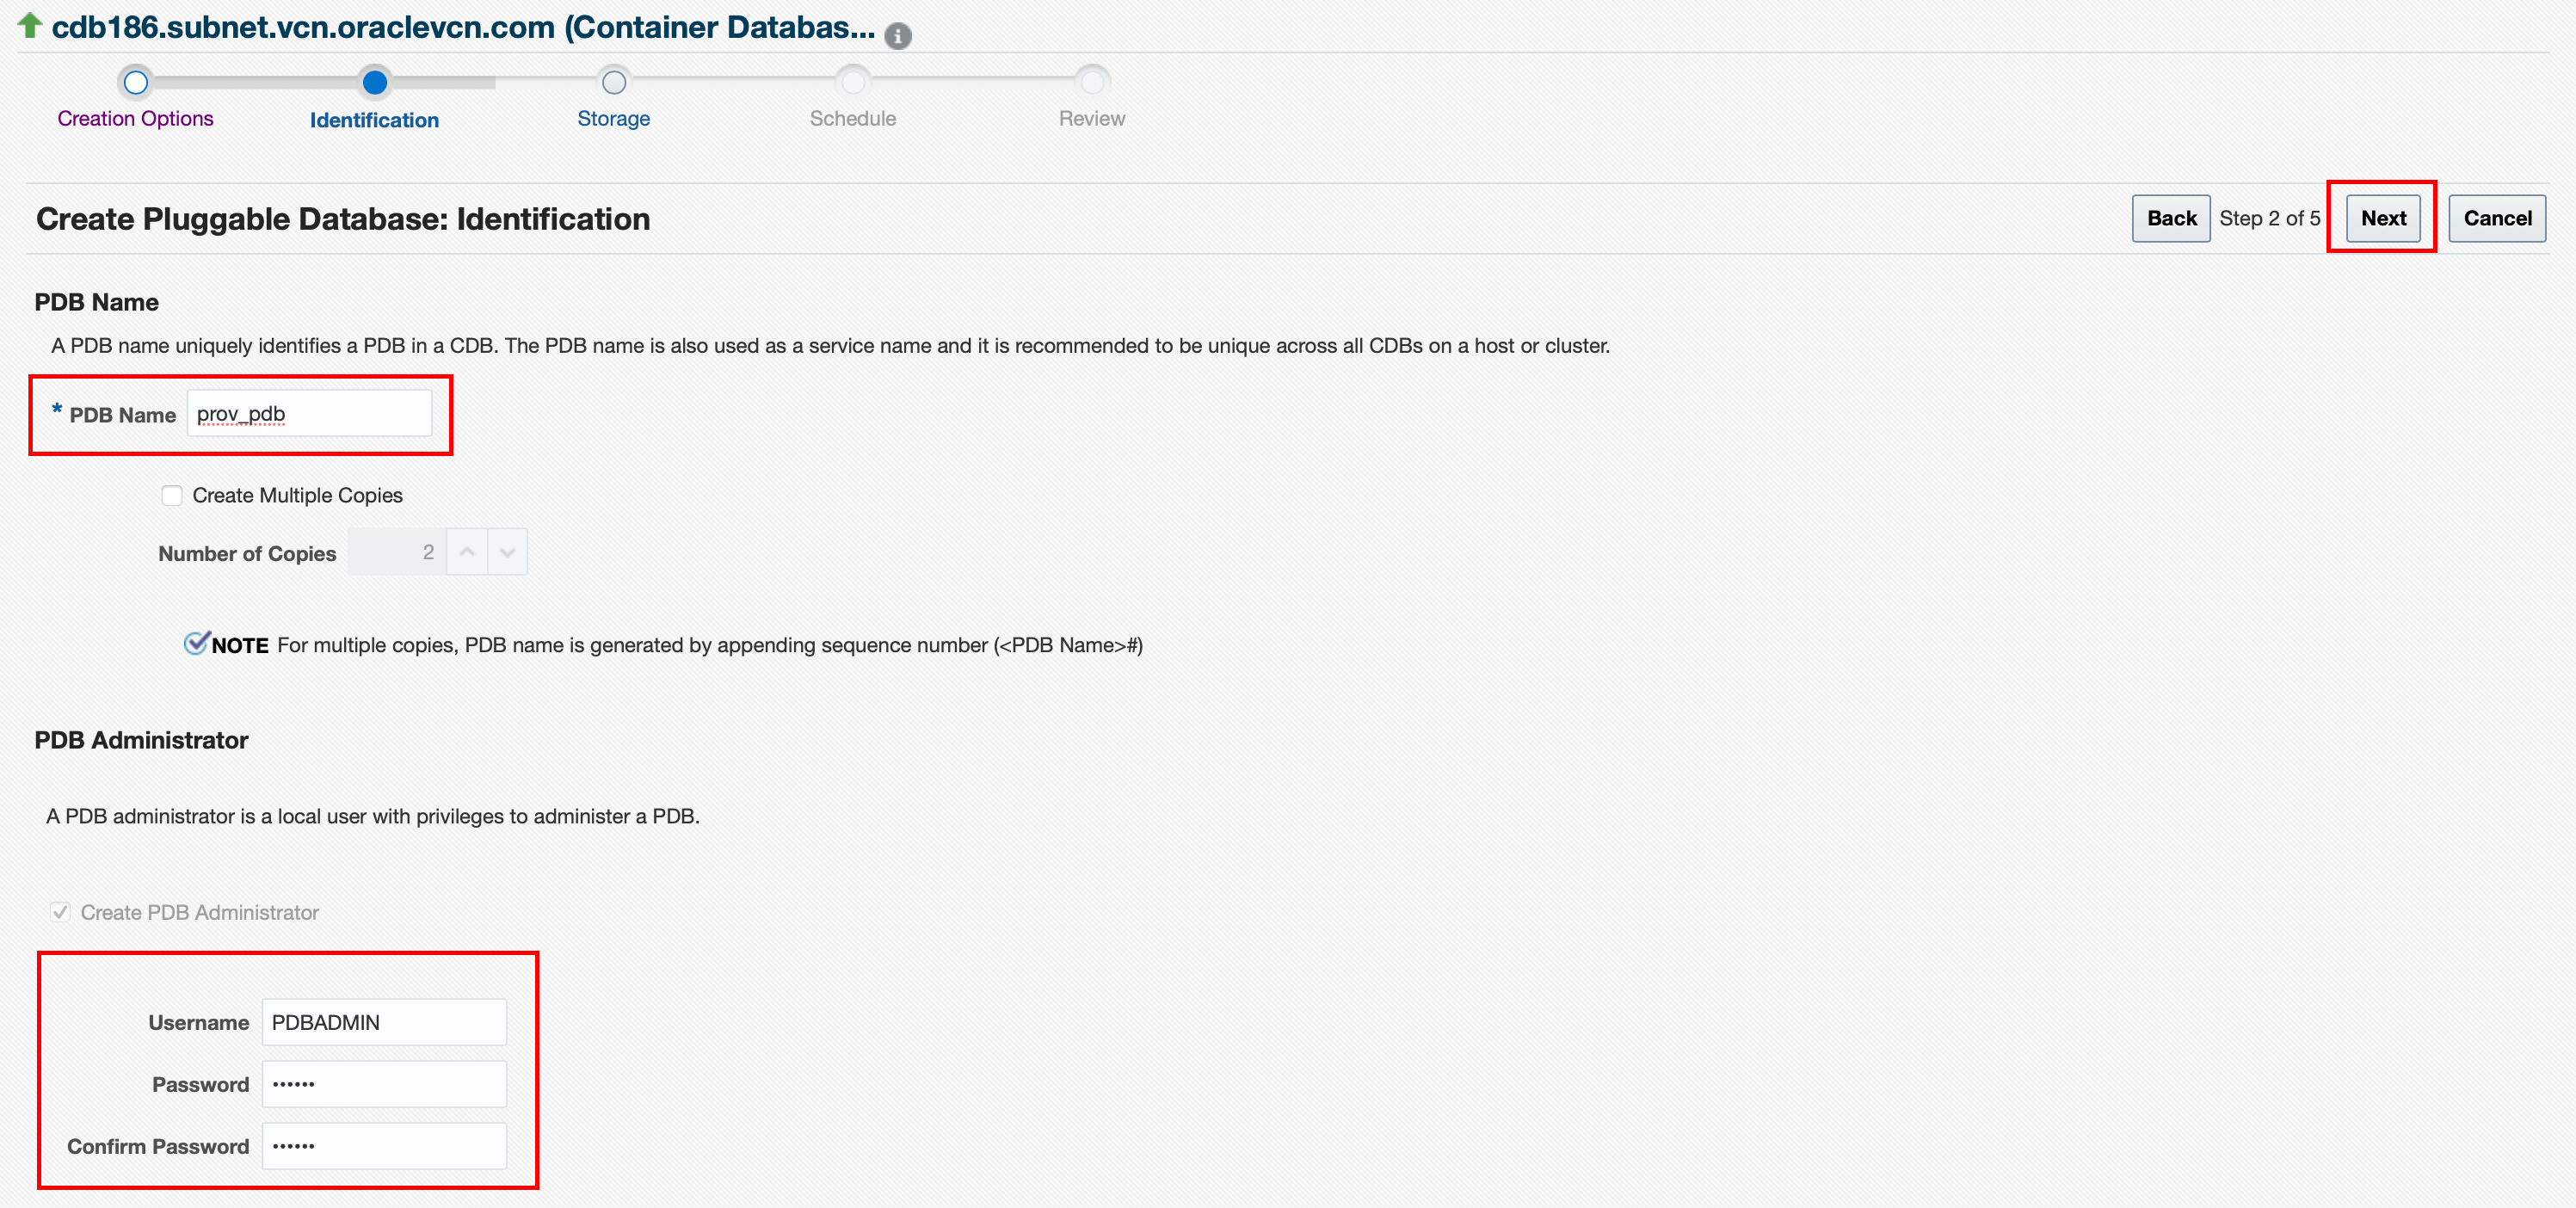 cdb186.subnet.vcn.oraclevcn.com (Container Databas...
Creation Options
Identification
Storage
Schedule
Review
Create Pluggable Database: Identification
Back Step 2 of 5 Next Cancel
PDB Name
A PDB name uniquely identifies a PDB in a CDB. The PDB name is also used as a service name and it is recommended to be unique across all CDBs on a host or cluster.
* PDB Name prov_pdb
Create Multiple Copies
Number of Copies 2
NOTE For multiple copies, PDB name is generated by appending sequence number (<PDB Name>#)
PDB Administrator
A PDB administrator is a local user with privileges to administer a PDB.
Create PDB Administrator
Username PDBADMIN
Password ••••••
Confirm Password ••••••